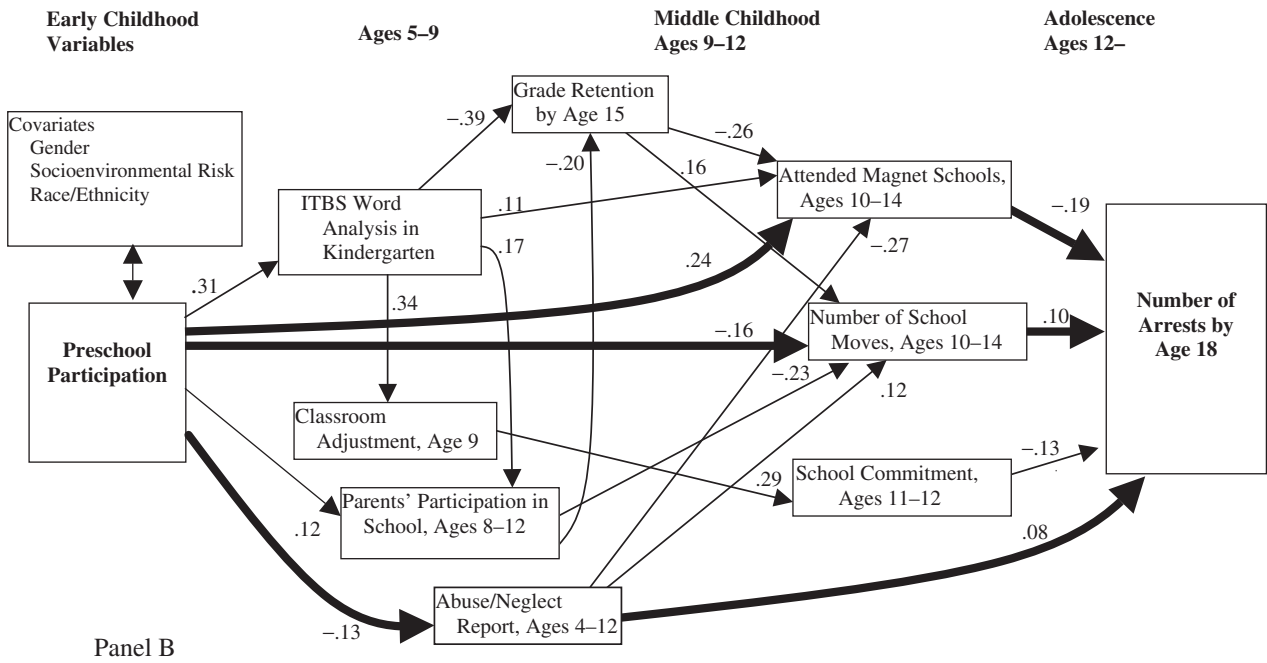 Early Childhood
Variables
Ages 5–9
Middle Childhood
Ages 9–12
Adolescence
Ages 12–
Covariates
Gender
Socioenvironmental Risk
Race/Ethnicity
Grade Retention
by Age 15
–.39
–.26
–.20
.16
Attended Magnet Schools,
Ages 10–14
ITBS Word
Analysis in
Kindergarten
.11
.17
–.19
–.27
.31
.24
.34
Preschool
Participation
–.16
Number of School
Moves, Ages 10–14
.10
Number of
Arrests by
Age 18
–.23
.12
Classroom
Adjustment, Age 9
–.13
.29
School Commitment,
Ages 11–12
Parents’ Participation in
School, Ages 8–12
.12
.08
Abuse/Neglect
Report, Ages 4–12
–.13
Panel B